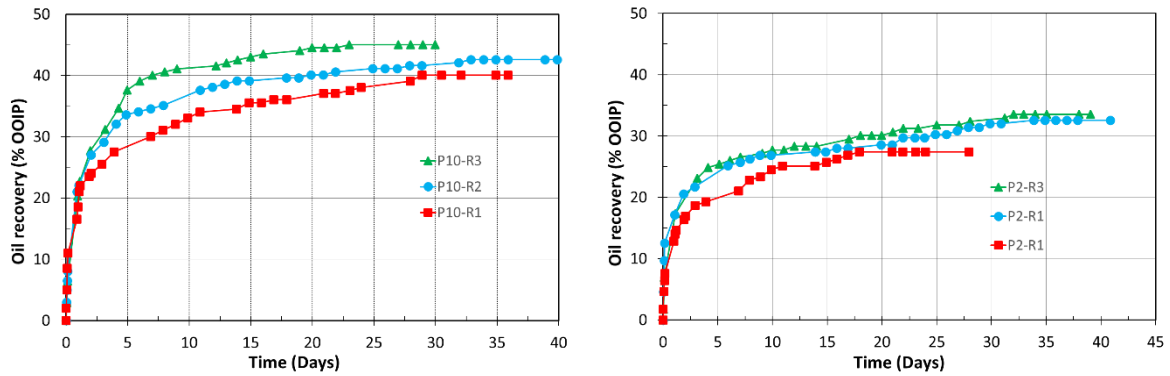 50
40
30
20
10
0
Oil recovery (% OOIP)
P10-R3
P10-R2
P10-R1
0 5 10 15 20 25 30 35 40
Time (Days)
50
40
30
20
10
0
Oil recovery (% OOIP)
P2-R3
P2-R1
P2-R1
0 5 10 15 20 25 30 35 40 45
Time (Days)